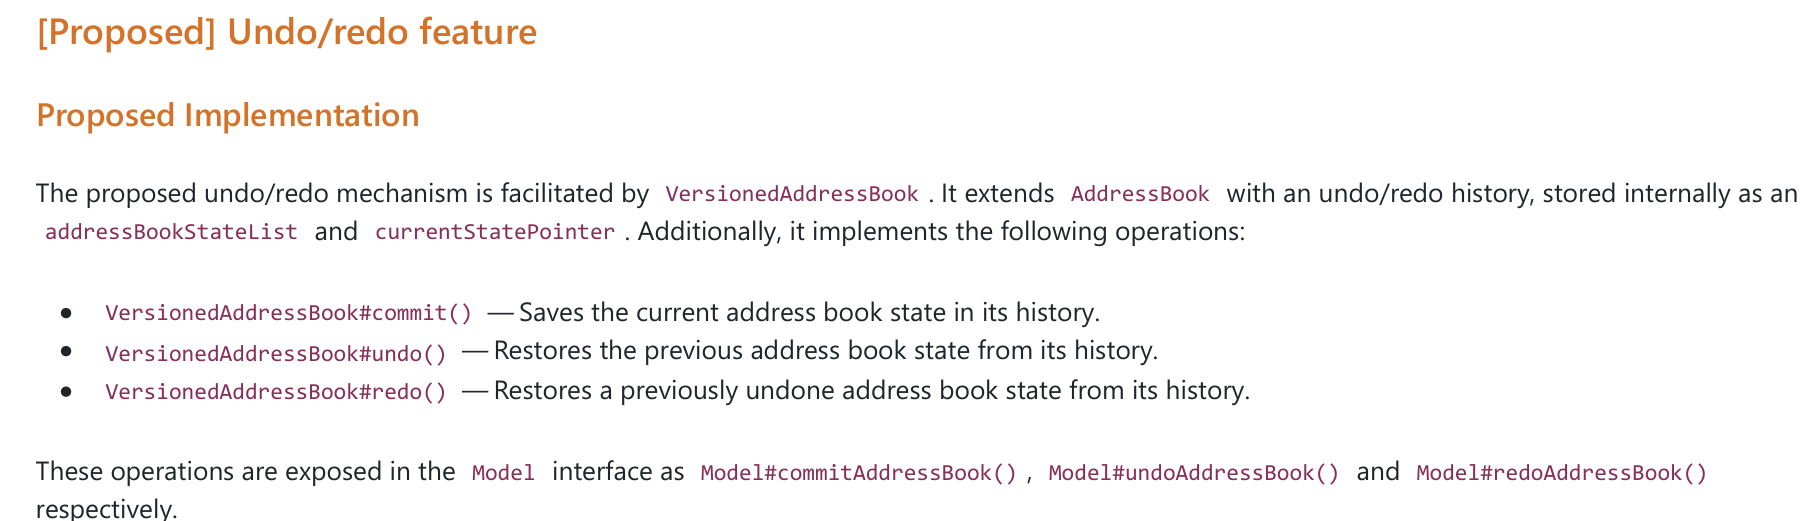 [Proposed] Undo/redo feature
Proposed Implementation
The proposed undo/redo mechanism is facilitated by VersionedAddressBook . It extends AddressBook with an undo/redo history, stored internally as an
addressBookStateList and currentStatePointer . Additionally, it implements the following operations:
● VersionedAddressBook#commit() — Saves the current address book state in its history.
● VersionedAddressBook#undo() — Restores the previous address book state from its history.
● VersionedAddressBook#redo() — Restores a previously undone address book state from its history.
These operations are exposed in the Model interface as Model#commitAddressBook() , Model#undoAddressBook() and Model#redoAddressBook()
respectively.